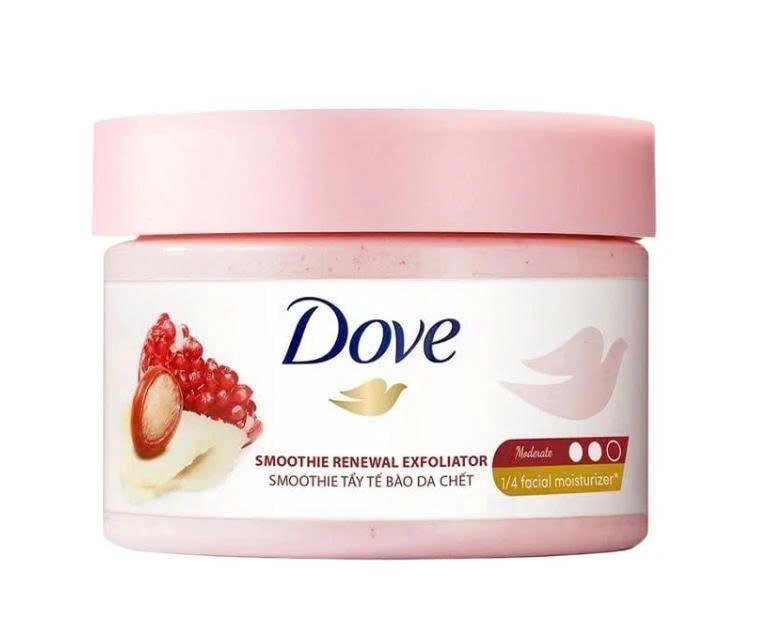 Dove
SMOOTHIE RENEWAL EXFOLIATOR
SMOOTHIE TẨY TẾ BÀO DA CHẾT
Moderate
1/4 facial moisturizer*